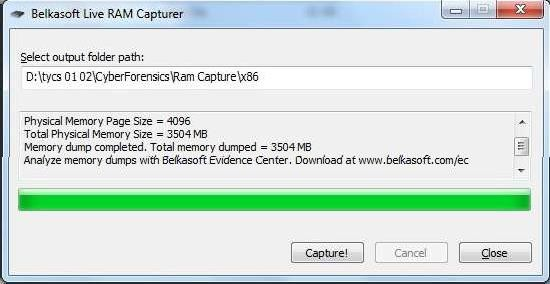 Belkasoft Live RAM Capturer
Select output folder path:
D:\tycs 01 02\CyberForensics\Ram Capture\x86
Physical Memory Page Size = 4096
Total Physical Memory Size = 3504 MB
Memory dump completed. Total memory dumped = 3504 MB
Analyze memory dumps with Belkasoft Evidence Center. Download at www.belkasoft.com/ec
Capture!
Cancel
Close